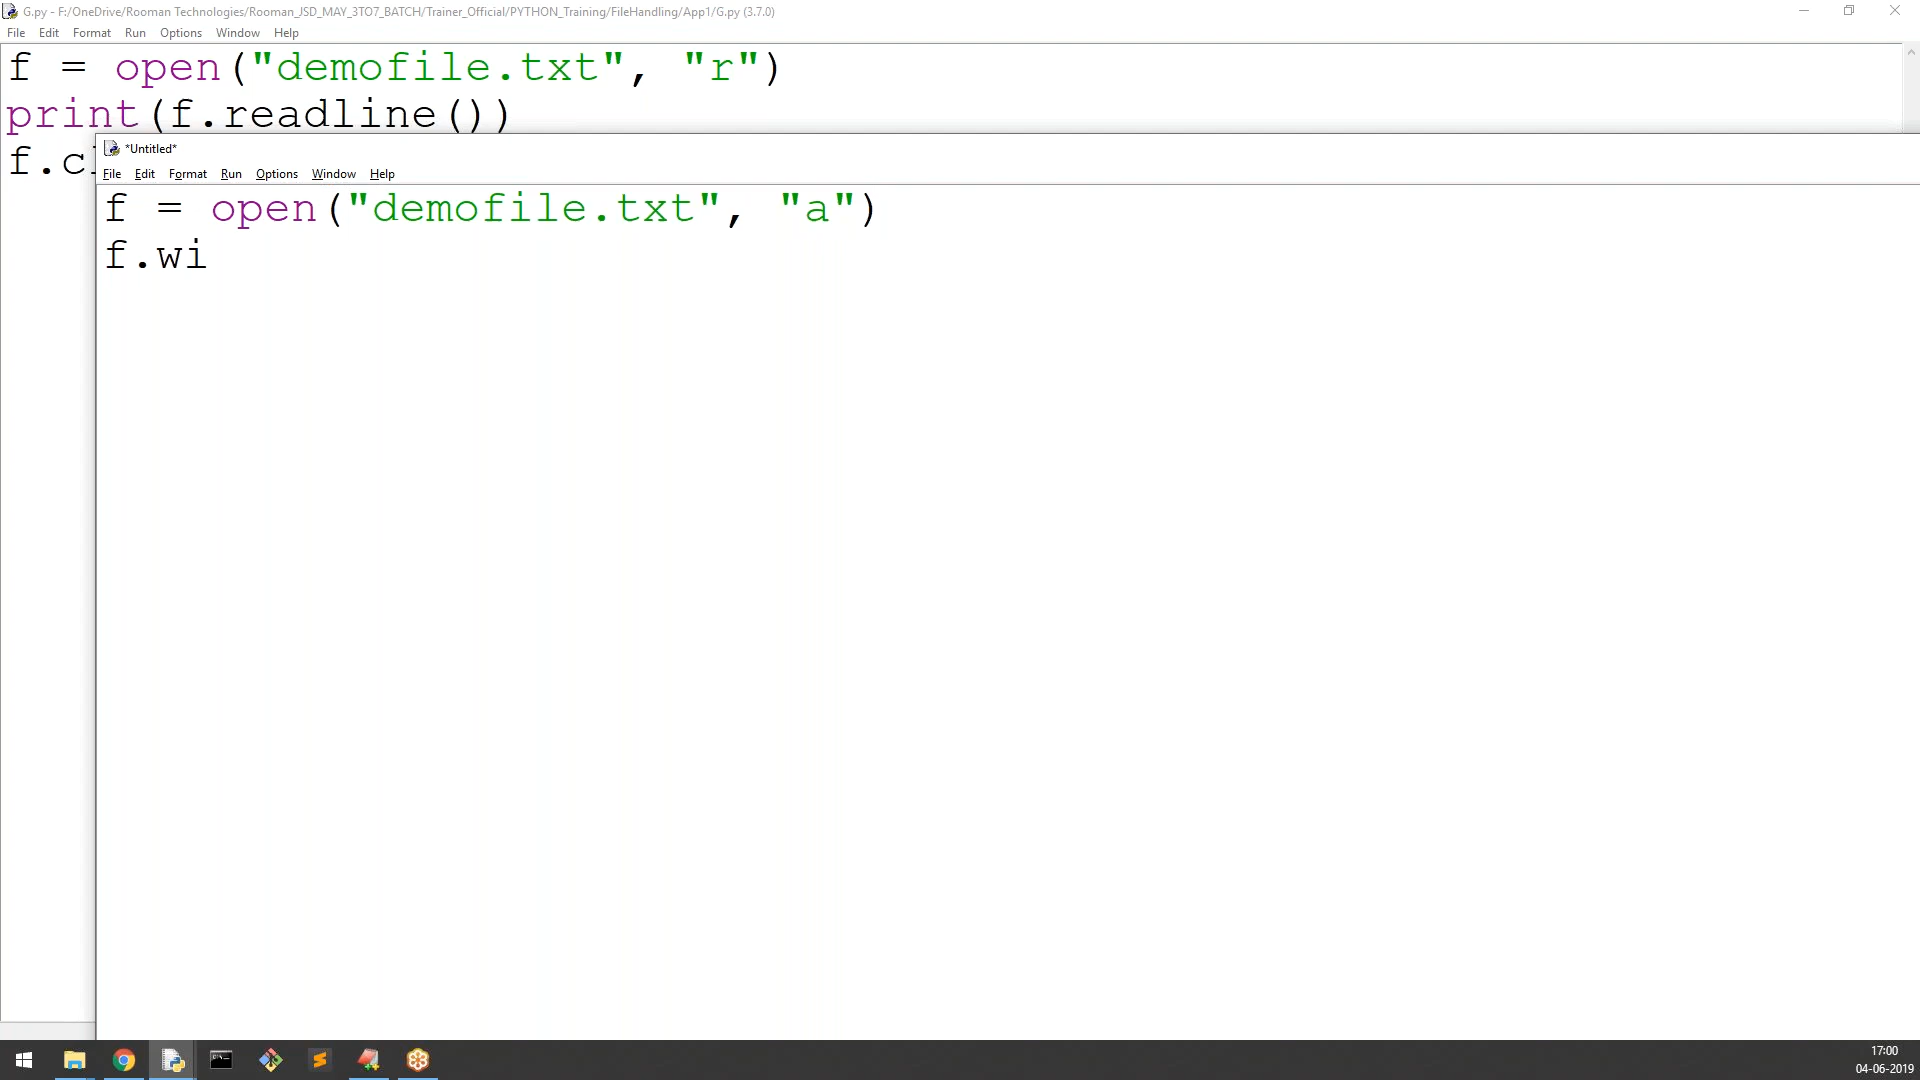 G.py - F:/OneDrive/Rooman Technologies/Rooman_JSD_MAY_3TO7_BATCH/Trainer_Official/PYTHON_Training/FileHandling/App1/G.py (3.7.0)
File Edit Format Run Options Window Help
f = open("demofile.txt", "r")
print(f.readline())
f.c
*Untitled*
File Edit Format Run Options Window Help
f = open("demofile.txt", "a")
f.wi
17:00
04-06-2019